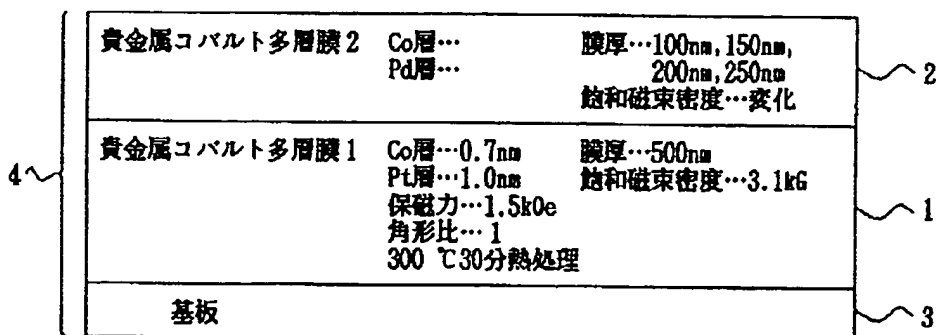 貴金属コバルト多層膜2 Co層… 膜厚…100nm,150nm,
Pd層… 200nm,250nm
飽和磁束密度…変化
2
貴金属コバルト多層膜1 Co層…0.7nm 膜厚…500nm
Pt層…1.0nm 飽和磁束密度…3.1kG
4
保磁力…1.5kOe
1
角形比…1
300 ℃30分熱処理
基板
3